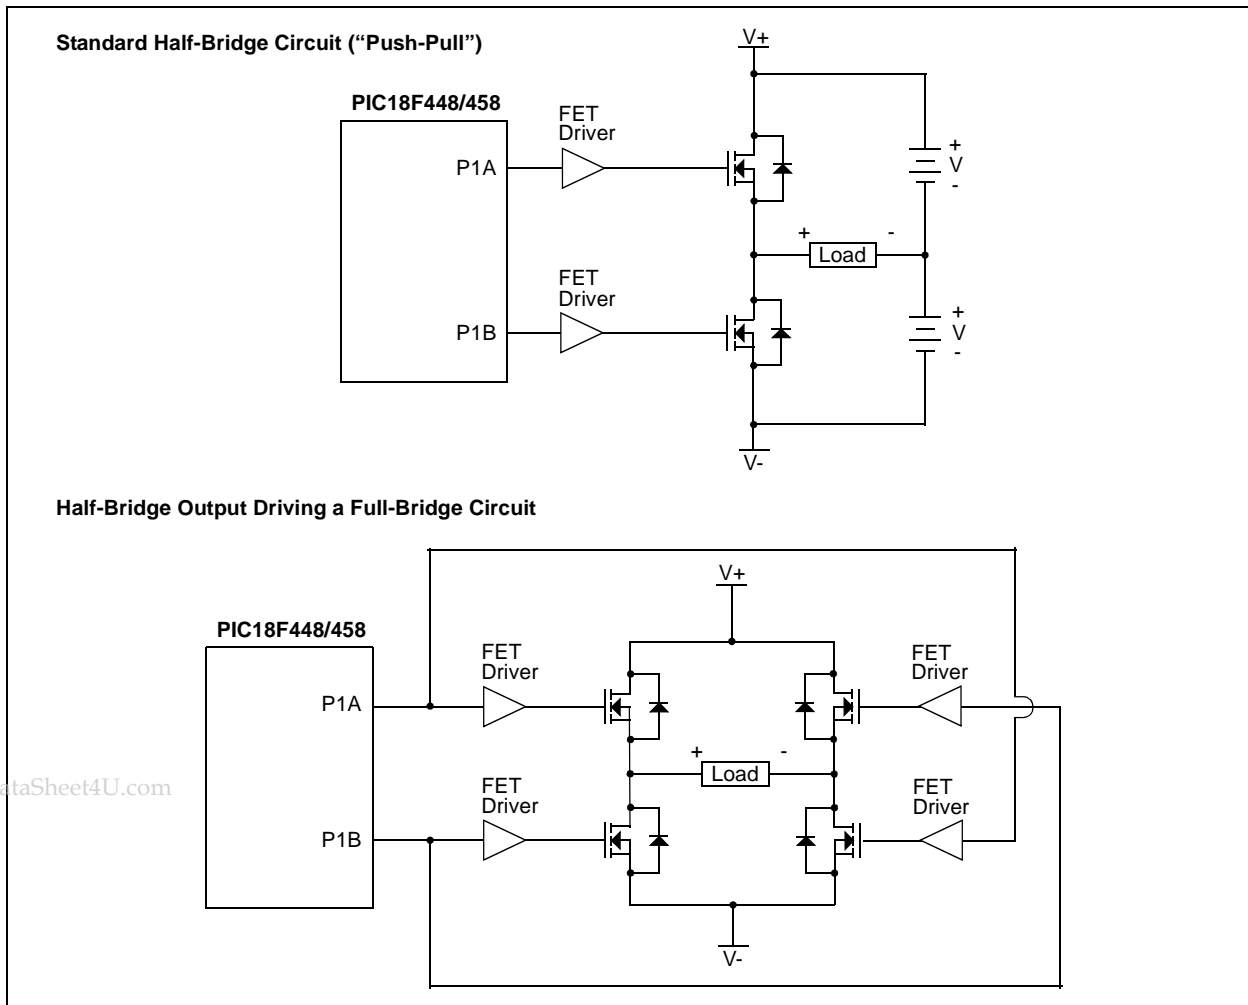 Standard Half-Bridge Circuit (“Push-Pull”)
V+
PIC18F448/458
FET
Driver
P1A
+
V
-
+ -
Load
FET
Driver
P1B
+
V
-
V-
Half-Bridge Output Driving a Full-Bridge Circuit
V+
PIC18F448/458
FET
Driver
FET
Driver
P1A
+ -
Load
ataSheet4U.com
FET
Driver
FET
Driver
P1B
V-